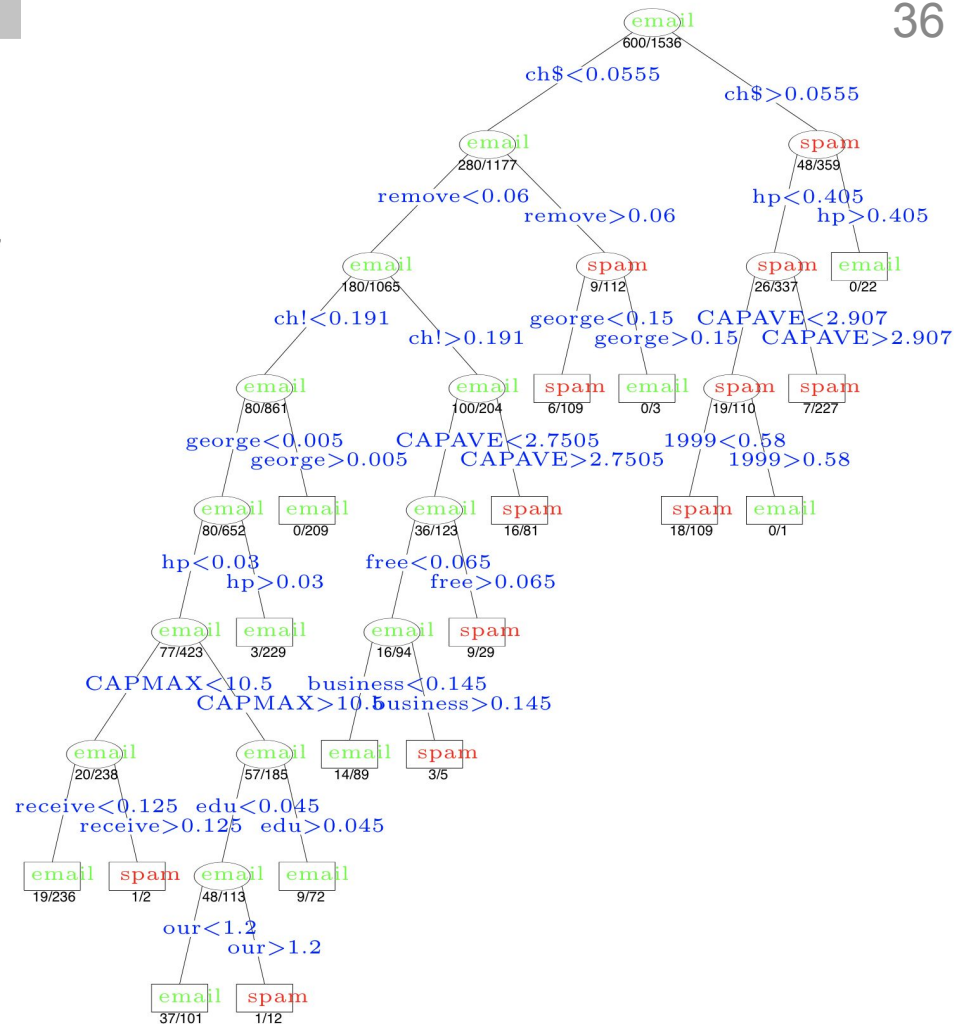 36
email
600/1536
ch$<0.0555
ch$>0.0555
email
280/1177
spam
48/359
remove<0.06
remove>0.06
hp<0.405
hp>0.405
email
180/1065
spam
9/112
spam
26/337
email
0/22
ch!<0.191
ch!>0.191
george<0.15
george>0.15
CAPAVE<2.907
CAPAVE>2.907
email
80/861
email
100/204
spam
6/109
email
0/3
spam
19/110
spam
7/227
george<0.005
george>0.005
CAPAVE<2.7505
CAPAVE>2.7505
1999<0.58
1999>0.58
email
80/652
email
0/209
email
36/123
spam
16/81
spam
18/109
email
0/1
hp<0.03
hp>0.03
free<0.065
free>0.065
email
77/423
email
3/229
email
16/94
spam
9/29
CAPMAX<10.5
CAPMAX>10.5
business<0.145
business>0.145
email
20/238
email
57/185
email
14/89
spam
3/5
receive<0.125
receive>0.125
edu<0.045
edu>0.045
email
19/236
spam
1/2
email
48/113
email
9/72
our<1.2
our>1.2
email
37/101
spam
1/12